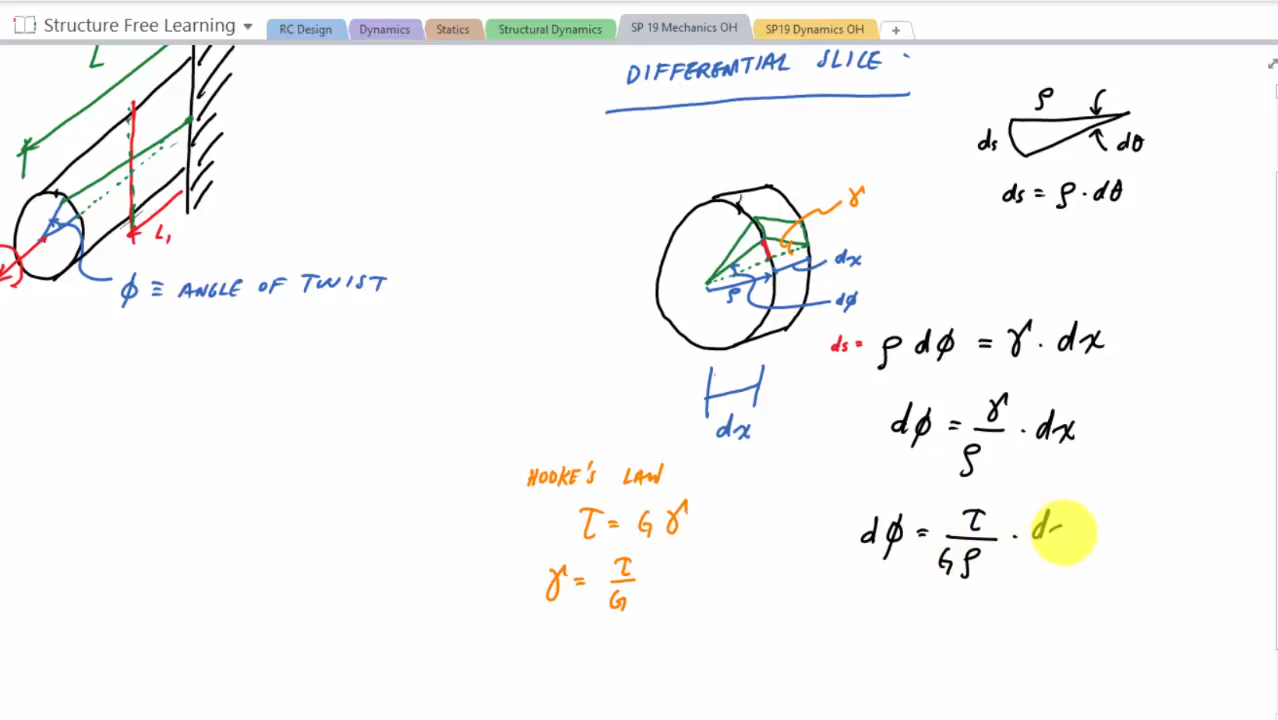 Structure Free Learning
RC Design
Dynamics
Statics
Structural Dynamics
SP 19 Mechanics OH
SP19 Dynamics OH
+
L
L₁
ϕ ≡ ANGLE OF TWIST
DIFFERENTIAL SLICE
ρ
ds
dθ
ds = ρ · dθ
γ
dx
ρ
dϕ
dx
ds = ρ dϕ = γ · dx
dϕ = γ/ρ · dx
HOOKE'S LAW
τ = G γ
γ = τ/G
dϕ = τ/Gρ · d